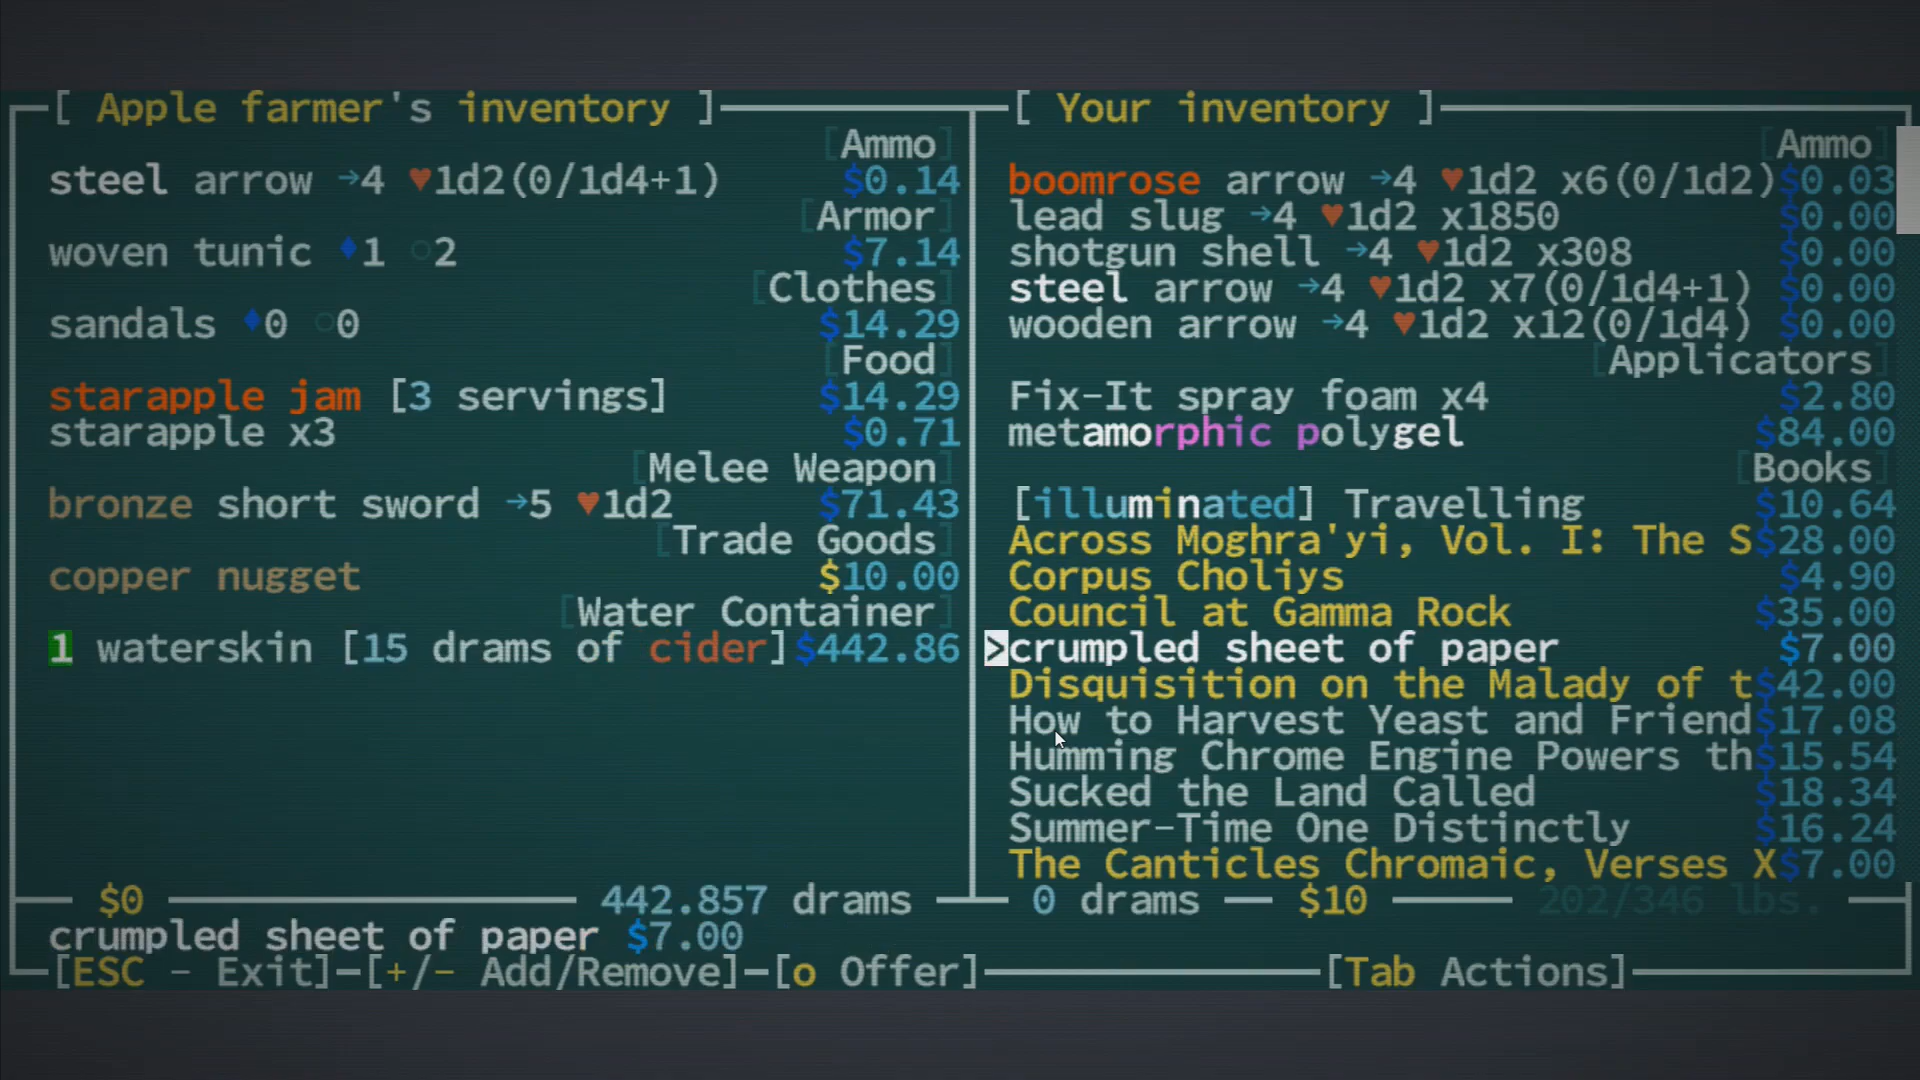 [ Apple farmer's inventory ]
[Ammo]
steel arrow →4 ♥1d2(0/1d4+1) $0.14
[Armor]
woven tunic ♦1 ○2 $7.14
[Clothes]
sandals ♦0 ○0 $14.29
[Food]
starapple jam [3 servings] $14.29
starapple x3 $0.71
[Melee Weapon]
bronze short sword →5 ♥1d2 $71.43
[Trade Goods]
copper nugget $10.00
[Water Container]
1 waterskin [15 drams of cider] $442.86
$0 442.857 drams
[ Your inventory ]
[Ammo]
boomrose arrow →4 ♥1d2 x6(0/1d2) $0.03
lead slug →4 ♥1d2 x1850 $0.00
shotgun shell →4 ♥1d2 x308 $0.00
steel arrow →4 ♥1d2 x7(0/1d4+1) $0.00
wooden arrow →4 ♥1d2 x12(0/1d4) $0.00
[Applicators]
Fix-It spray foam x4 $2.80
metamorphic polygel $84.00
[Books]
[illuminated] Travelling $10.64
Across Moghra'yi, Vol. I: The S $28.00
Corpus Choliys $4.90
Council at Gamma Rock $35.00
>crumpled sheet of paper $7.00
Disquisition on the Malady of t $42.00
How to Harvest Yeast and Friend $17.08
Humming Chrome Engine Powers th $15.54
Sucked the Land Called $18.34
Summer-Time One Distinctly $16.24
The Canticles Chromaic, Verses X $7.00
0 drams $10 202/346 lbs.
crumpled sheet of paper $7.00
[ESC - Exit] [+/- Add/Remove] [o Offer] [Tab Actions]